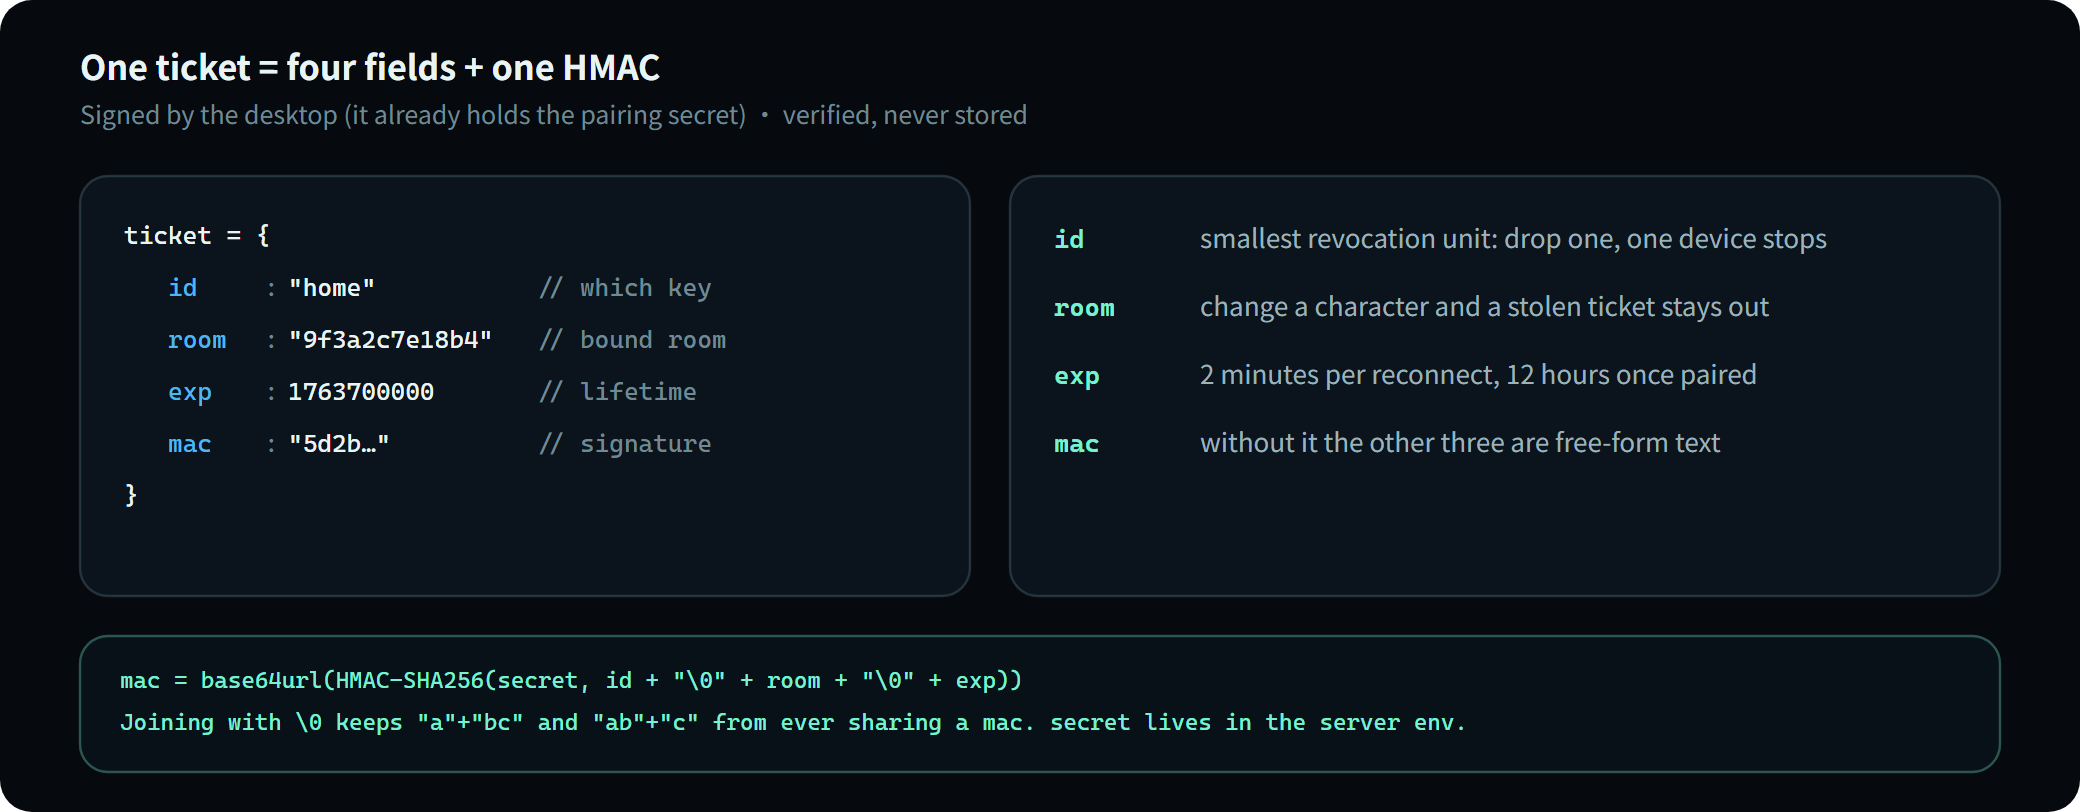 One ticket = four fields + one HMAC
Signed by the desktop (it already holds the pairing secret) · verified, never stored
ticket = {
id : "home" // which key
room : "9f3a2c7e18b4" // bound room
exp : 1763700000 // lifetime
mac : "5d2b…" // signature
}
id smallest revocation unit: drop one, one device stops
room change a character and a stolen ticket stays out
exp 2 minutes per reconnect, 12 hours once paired
mac without it the other three are free-form text
mac = base64url(HMAC-SHA256(secret, id + "\0" + room + "\0" + exp))
Joining with \0 keeps "a"+"bc" and "ab"+"c" from ever sharing a mac. secret lives in the server env.